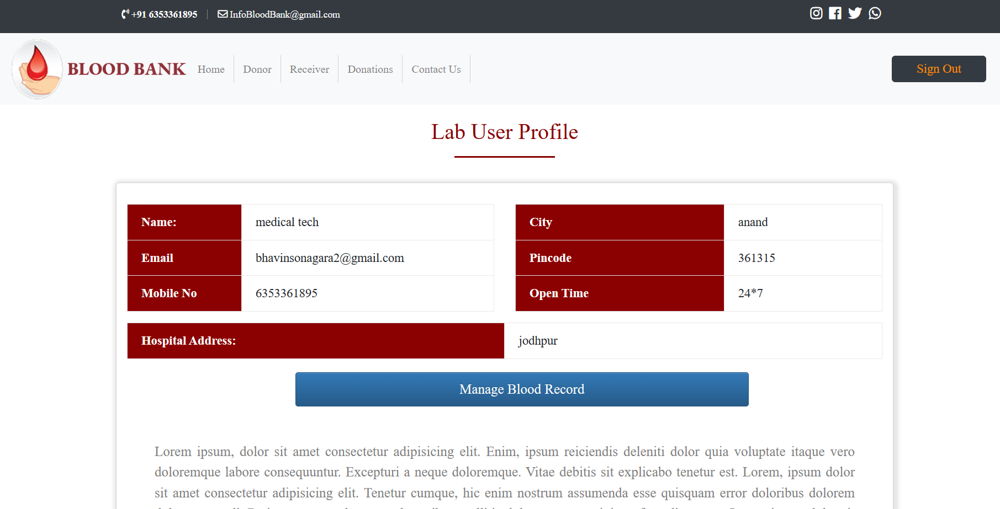 +91 6353361895 InfoBloodBank@gmail.com
BLOOD BANK Home Donor Receiver Donations Contact Us Sign Out
Lab User Profile
Name: medical tech City anand
Email bhavinsonagara2@gmail.com Pincode 361315
Mobile No 6353361895 Open Time 24*7
Hospital Address: jodhpur
Manage Blood Record
Lorem ipsum, dolor sit amet consectetur adipisicing elit. Enim, ipsum reiciendis deleniti dolor quia voluptate itaque vero
doloremque labore consequuntur. Excepturi a neque doloremque. Vitae debitis sit explicabo tenetur est. Lorem, ipsum dolor
sit amet consectetur adipisicing elit. Tenetur cumque, hic enim nostrum assumenda esse quisquam error doloribus dolorem